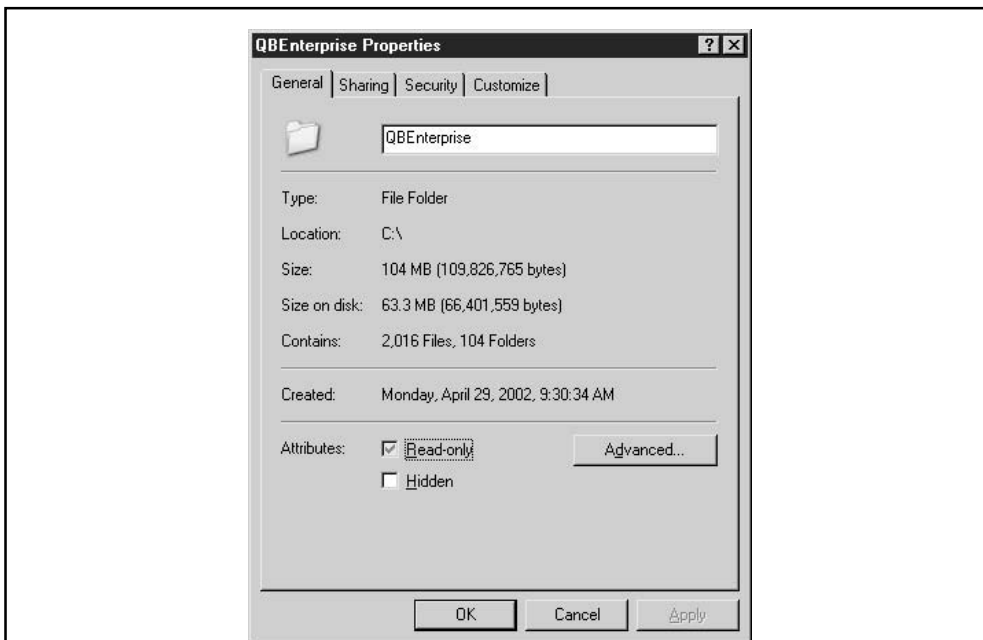 QBEnterprise Properties
General Sharing Security Customize
QBEnterprise
Type: File Folder
Location: C:\
Size: 104 MB (109,826,765 bytes)
Size on disk: 63.3 MB (66,401,559 bytes)
Contains: 2,016 Files, 104 Folders
Created: Monday, April 29, 2002, 9:30:34 AM
Attributes: Read-only Advanced...
Hidden
OK Cancel Apply